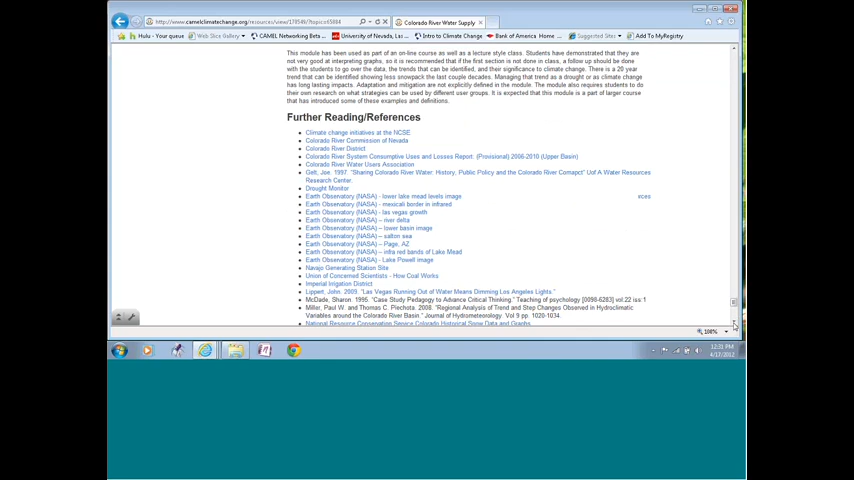 http://www.camelclimatechange.org/resources/view/170549/?topic=65884
Colorado River Water Supply
Hulu - Your queue
Web Slice Gallery
CAMEL Networking Beta ...
University of Nevada, Las ...
Intro to Climate Change
Bank of America Home ...
Suggested Sites
Add To MyRegistry
This module has been used as part of an on-line course as well as a lecture style class. Students have demonstrated that they are
not very good at interpreting graphs, so it is recommended that if the first section is not done in class, a follow up should be done
with the students to go over the data, the trends that can be identified, and their significance to climate change. There is a 20 year
trend that can be identified showing less snowpack the last couple decades. Managing that trend as a drought or as climate change
has long lasting impacts. Adaptation and mitigation are not explicitly defined in the module. The module also requires students to do
their own research on what strategies can be used by different user groups. It is expected that this module is a part of larger course
that has introduced some of these examples and definitions.
Further Reading/References
Climate change initiatives at the NCSE
Colorado River Commission of Nevada
Colorado River District
Colorado River System Consumptive Uses and Losses Report: (Provisional) 2006-2010 (Upper Basin)
Colorado River Water Users Association
Gelt, Joe. 1997. "Sharing Colorado River Water: History, Public Policy and the Colorado River Comapct" Uof A Water Resources
Research Center.
Drought Monitor
Earth Observatory (NASA) - lower lake mead levels image
rces
Earth Observatory (NASA) - mexicali border in infrared
Earth Observatory (NASA) - las vegas growth
Earth Observatory (NASA) – river delta
Earth Observatory (NASA) – lower basin image
Earth Observatory (NASA) – salton sea
Earth Observatory (NASA) – Page, AZ
Earth Observatory (NASA) – infra red bands of Lake Mead
Earth Observatory (NASA) - Lake Powell image
Navajo Generating Station Site
Union of Concerned Scientists - How Coal Works
Imperial Irrigation District
Lippert, John. 2009. "Las Vegas Running Out of Water Means Dimming Los Angeles Lights."
McDade, Sharon. 1995. "Case Study Pedagogy to Advance Critical Thinking." Teaching of psychology [0098-6283] vol:22 iss:1
Miller, Paul W. and Thomas C. Piechota. 2008. "Regional Analysis of Trend and Step Changes Observed in Hydroclimatic
Variables around the Colorado River Basin." Journal of Hydrometeorology. Vol 9 pp. 1020-1034.
National Resource Conservation Service Colorado Historical Snow Data and Graphs
100%
12:31 PM
4/17/2012